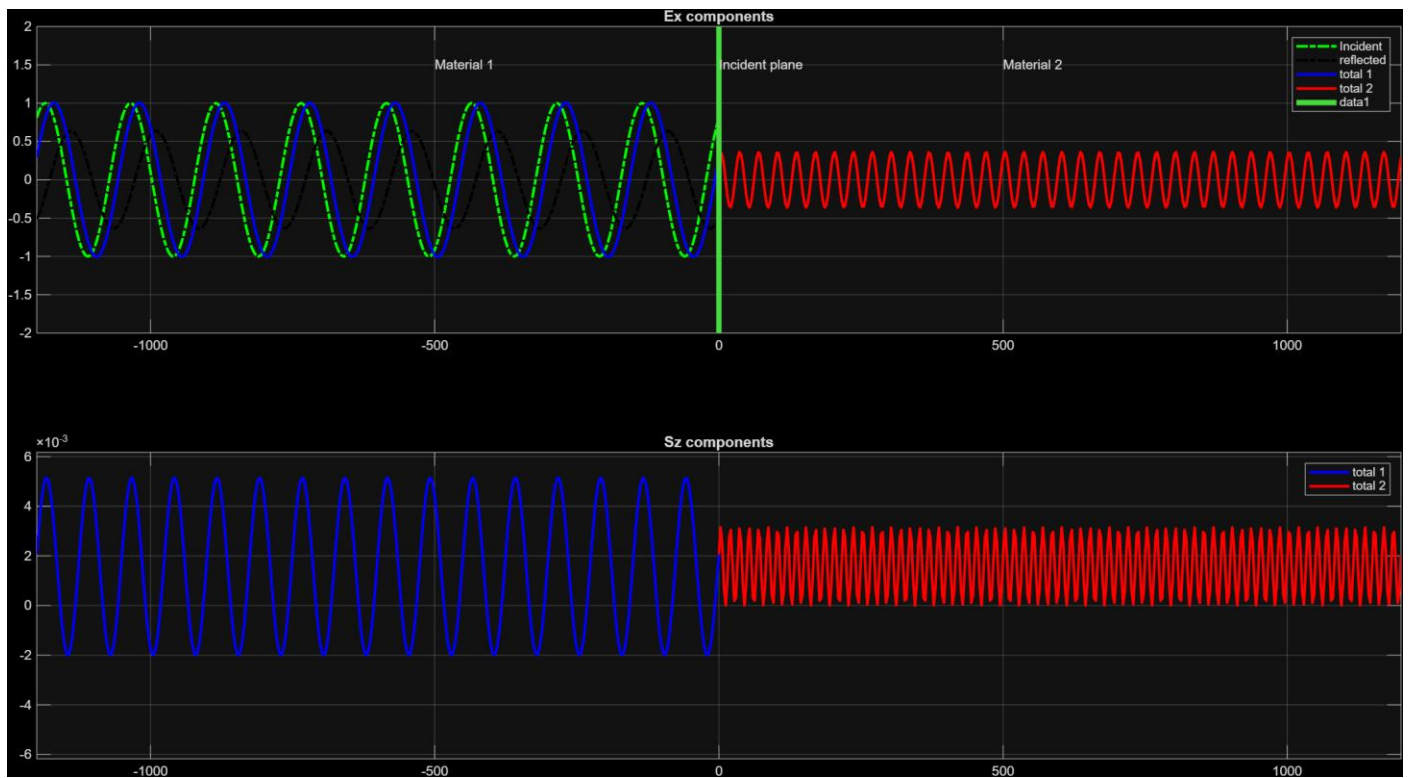 Ex components
2
1.5
1
0.5
0
-0.5
-1
-1.5
-2
Material 1
Incident plane
Material 2
Incident
reflected
total 1
total 2
data1
-1000
-500
0
500
1000
×10-3
Sz components
6
4
2
0
-2
-4
-6
total 1
total 2
-1000
-500
0
500
1000